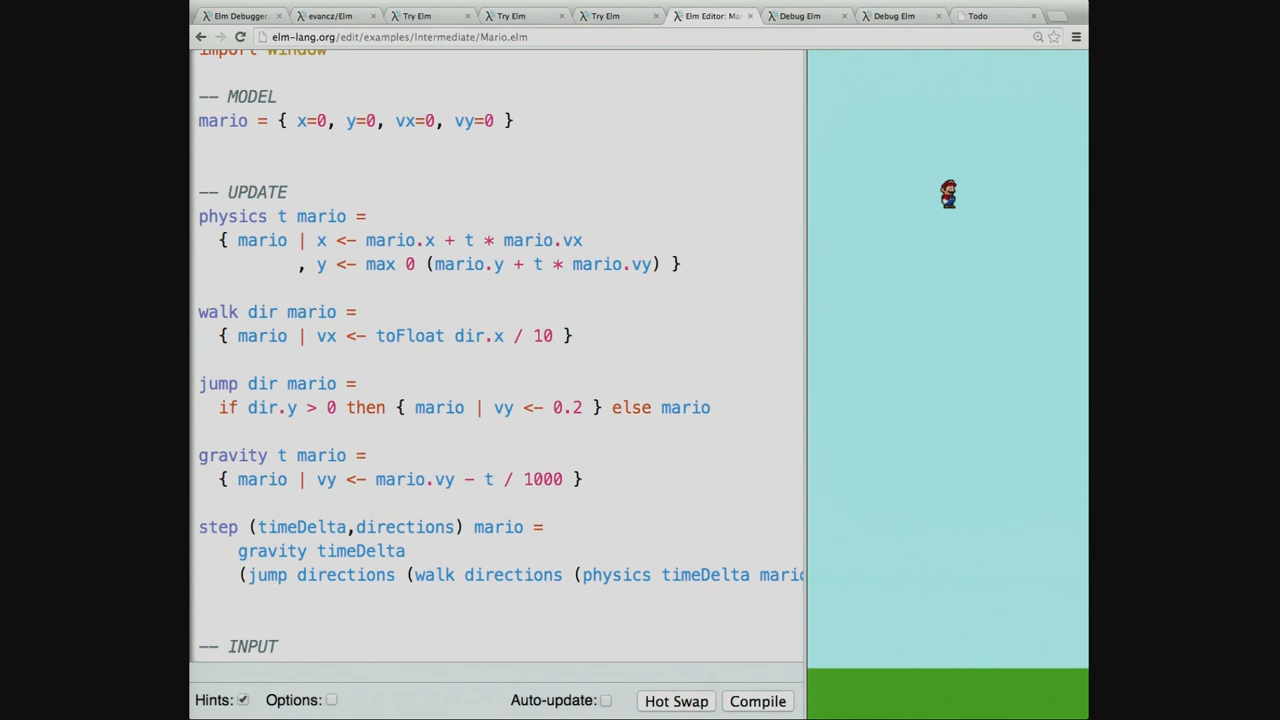 Elm Debugger:
evancz/Elm
Try Elm
Try Elm
Try Elm
Elm Editor: Ma
Debug Elm
Debug Elm
Todo
elm-lang.org/edit/examples/Intermediate/Mario.elm
import Window
-- MODEL
mario = { x=0, y=0, vx=0, vy=0 }
-- UPDATE
physics t mario =
{ mario | x <- mario.x + t * mario.vx
, y <- max 0 (mario.y + t * mario.vy) }
walk dir mario =
{ mario | vx <- toFloat dir.x / 10 }
jump dir mario =
if dir.y > 0 then { mario | vy <- 0.2 } else mario
gravity t mario =
{ mario | vy <- mario.vy - t / 1000 }
step (timeDelta,directions) mario =
gravity timeDelta
(jump directions (walk directions (physics timeDelta mario
-- INPUT
Hints: Options: Auto-update: Hot Swap Compile